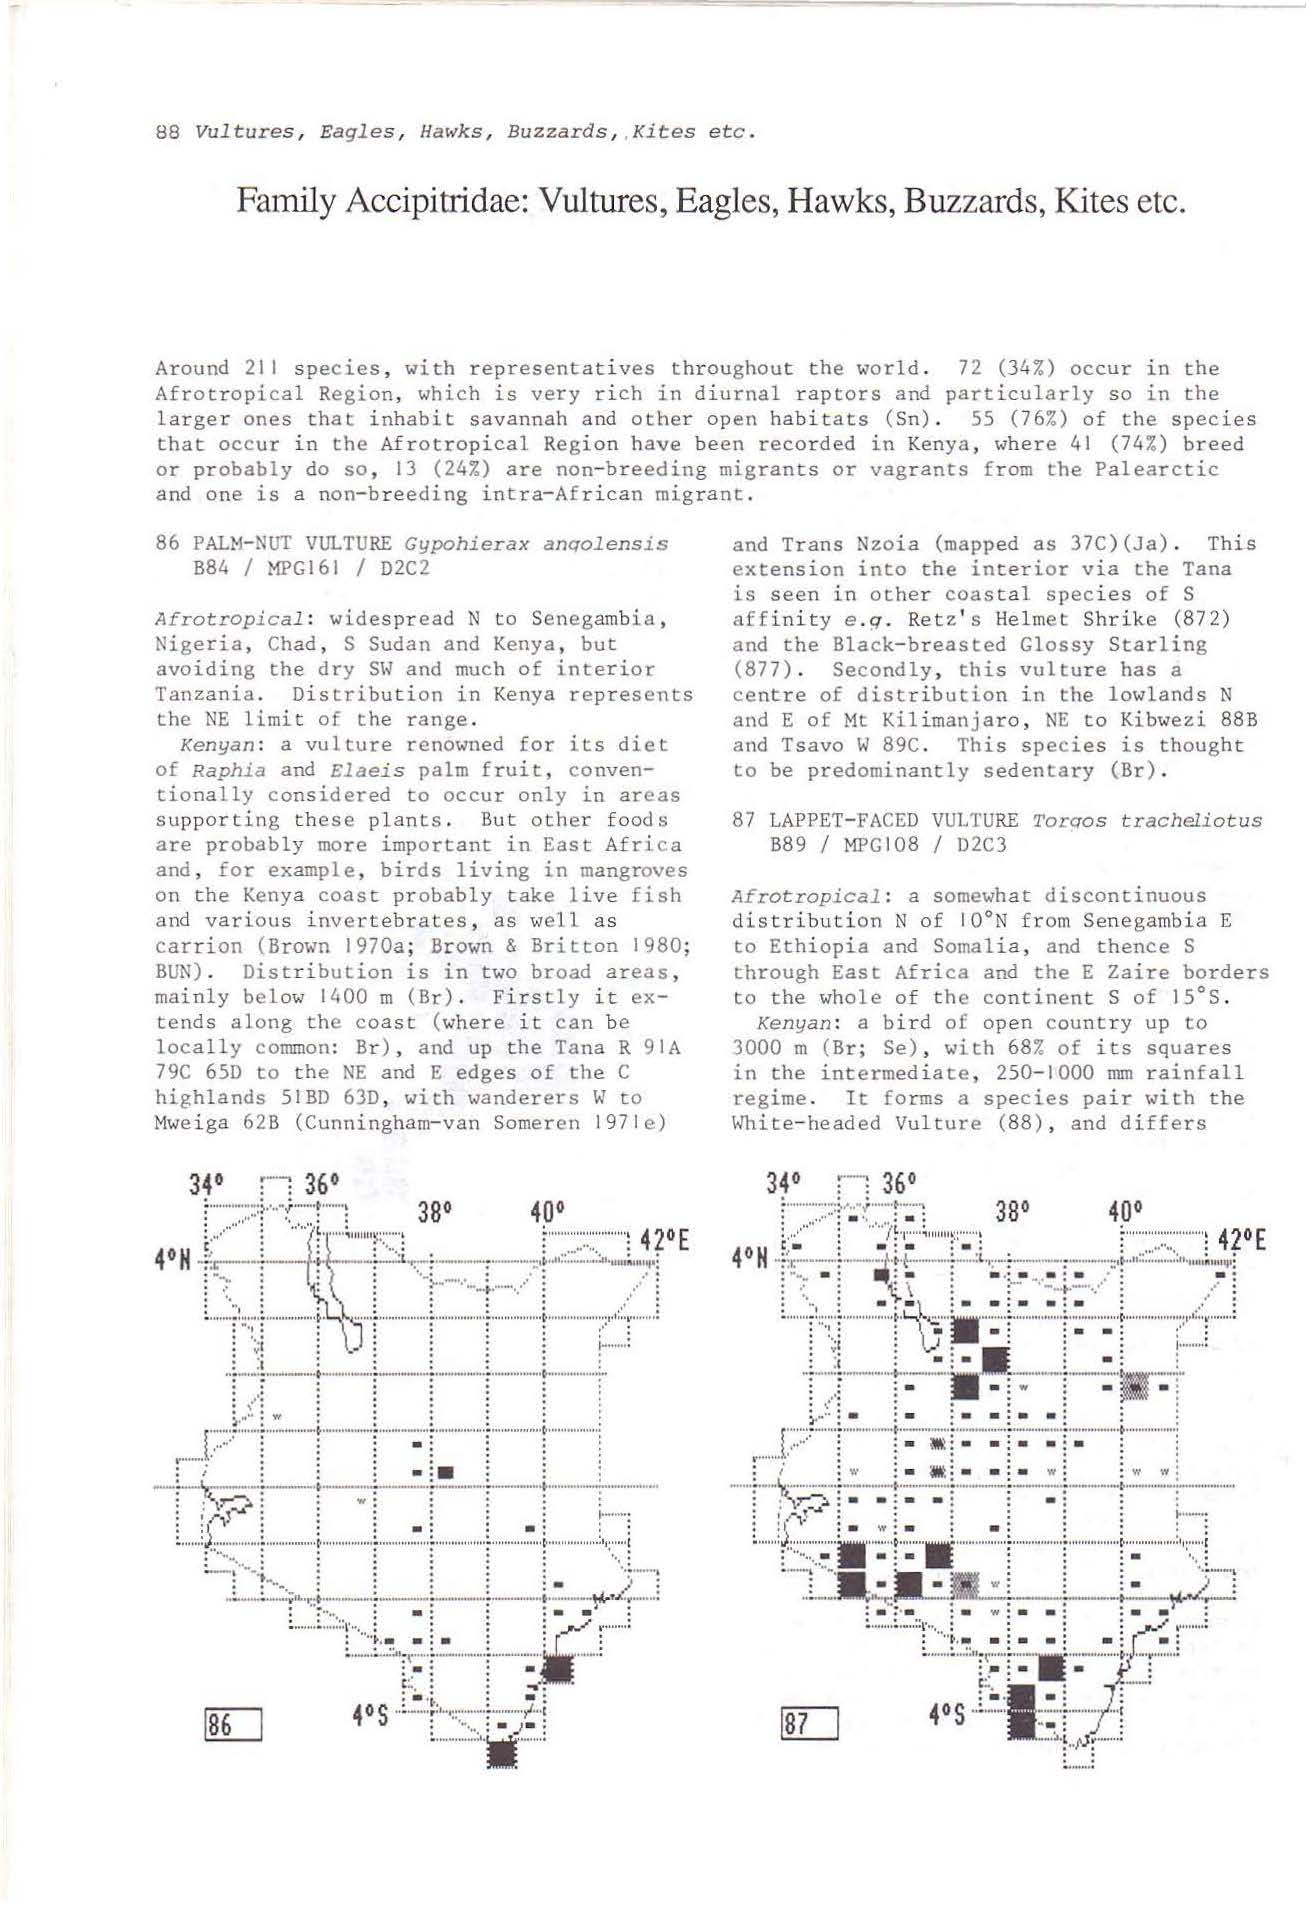 88 Vultures, Eagles, Hawks, Buzzards, Kites etc.
Family Accipitridae: Vultures, Eagles, Hawks, Buzzards, Kites etc.
Around 211 species, with representatives throughout the world. 72 (34%) occur in the
Afrotropical Region, which is very rich in diurnal raptors and particularly so in the
larger ones that inhabit savannah and other open habitats (Sn). 55 (76%) of the species
that occur in the Afrotropical Region have been recorded in Kenya, where 41 (74%) breed
or probably do so, 13 (24%) are non-breeding migrants or vagrants from the Palearctic
and one is a non-breeding intra-African migrant.
86 PALM-NUT VULTURE Gypohierax angolensis
B84 / MPG161 / D2C2
Afrotropical: widespread N to Senegambia,
Nigeria, Chad, S Sudan and Kenya, but
avoiding the dry SW and much of interior
Tanzania. Distribution in Kenya represents
the NE limit of the range.
Kenyan: a vulture renowned for its diet
of Raphia and Elaeis palm fruit, conven-
tionally considered to occur only in areas
supporting these plants. But other foods
are probably more important in East Africa
and, for example, birds living in mangroves
on the Kenya coast probably take live fish
and various invertebrates, as well as
carrion (Brown 1970a; Brown & Britton 1980;
BUN). Distribution is in two broad areas,
mainly below 1400 m (Br). Firstly it ex-
tends along the coast (where it can be
locally common: Br), and up the Tana R 91A
79C 65D to the NE and E edges of the C
highlands 51BD 63D, with wanderers W to
Mweiga 62B (Cunningham-van Someren 1971e)
and Trans Nzoia (mapped as 37C)(Ja). This
extension into the interior via the Tana
is seen in other coastal species of S
affinity e.g. Retz's Helmet Shrike (872)
and the Black-breasted Glossy Starling
(877). Secondly, this vulture has a
centre of distribution in the lowlands N
and E of Mt Kilimanjaro, NE to Kibwezi 88B
and Tsavo W 89C. This species is thought
to be predominantly sedentary (Br).
87 LAPPET-FACED VULTURE Torgos tracheliotus
B89 / MPG108 / D2C3
Afrotropical: a somewhat discontinuous
distribution N of 10°N from Senegambia E
to Ethiopia and Somalia, and thence S
through East Africa and the E Zaire borders
to the whole of the continent S of 15°S.
Kenyan: a bird of open country up to
3000 m (Br; Se), with 68% of its squares
in the intermediate, 250-1000 mm rainfall
regime. It forms a species pair with the
White-headed Vulture (88), and differs
34° 36°
38° 40°
42°E
4°N
4°S
86
34° 36°
38° 40°
42°E
4°N
4°S
87